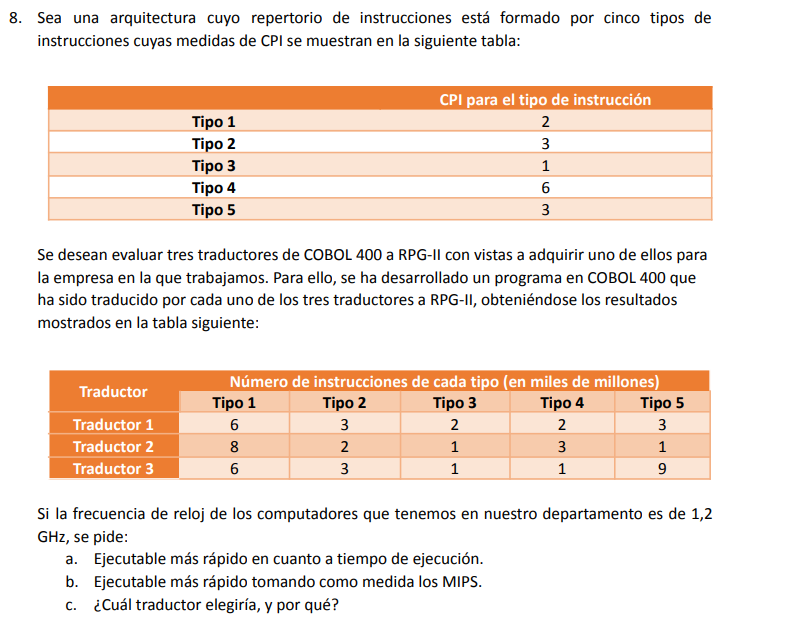 8. Sea una arquitectura cuyo repertorio de instrucciones está formado por cinco tipos de
instrucciones cuyas medidas de CPI se muestran en la siguiente tabla:
CPI para el tipo de instrucción
Tipo 1 2
Tipo 2 3
Tipo 3 1
Tipo 4 6
Tipo 5 3
Se desean evaluar tres traductores de COBOL 400 a RPG-II con vistas a adquirir uno de ellos para
la empresa en la que trabajamos. Para ello, se ha desarrollado un programa en COBOL 400 que
ha sido traducido por cada uno de los tres traductores a RPG-II, obteniéndose los resultados
mostrados en la tabla siguiente:
Traductor Número de instrucciones de cada tipo (en miles de millones)
Tipo 1 Tipo 2 Tipo 3 Tipo 4 Tipo 5
Traductor 1 6 3 2 2 3
Traductor 2 8 2 1 3 1
Traductor 3 6 3 1 1 9
Si la frecuencia de reloj de los computadores que tenemos en nuestro departamento es de 1,2
GHz, se pide:
a. Ejecutable más rápido en cuanto a tiempo de ejecución.
b. Ejecutable más rápido tomando como medida los MIPS.
c. ¿Cuál traductor elegiría, y por qué?